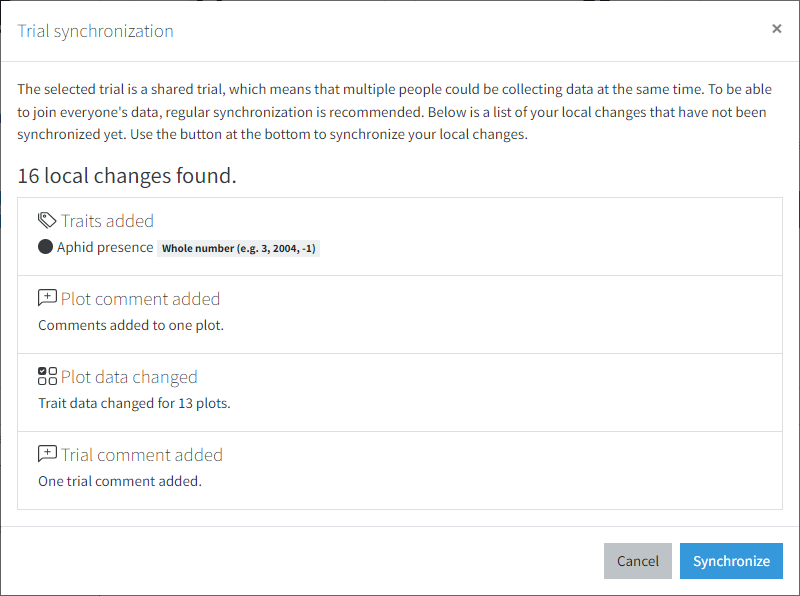 Trial synchronization
×
The selected trial is a shared trial, which means that multiple people could be collecting data at the same time. To be able
to join everyone's data, regular synchronization is recommended. Below is a list of your local changes that have not been
synchronized yet. Use the button at the bottom to synchronize your local changes.
16 local changes found.
Traits added
Aphid presence Whole number (e.g. 3, 2004, -1)
Plot comment added
Comments added to one plot.
Plot data changed
Trait data changed for 13 plots.
Trial comment added
One trial comment added.
Cancel Synchronize